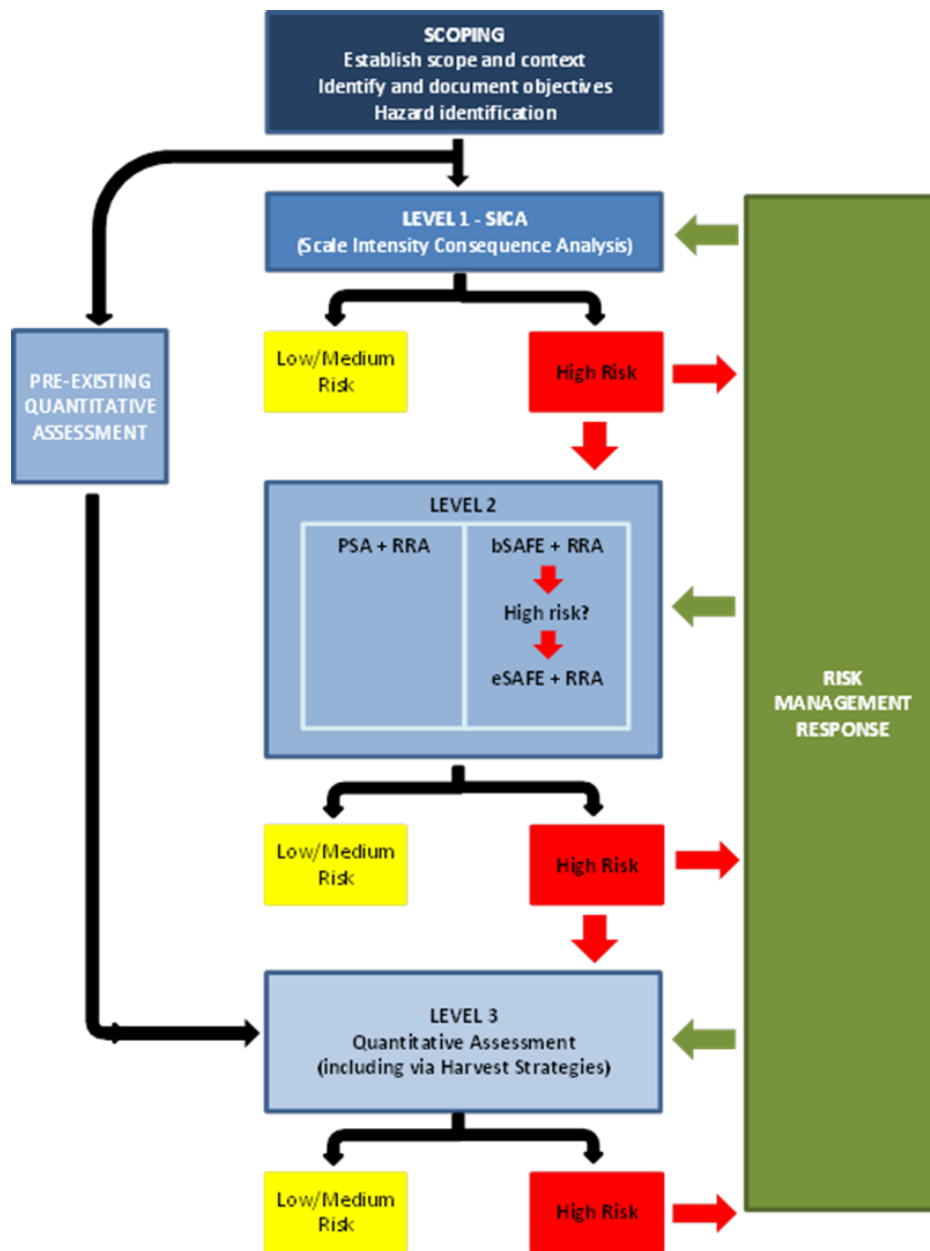 SCOPING
Establish scope and context
Identify and document objectives
Hazard identification
LEVEL 1 - SICA
(Scale Intensity Consequence Analysis)
Low/Medium
Risk
High Risk
PRE-EXISTING
QUANTITATIVE
ASSESSMENT
LEVEL 2
PSA + RRA
bSAFE + RRA
High risk?
eSAFE + RRA
RISK
MANAGEMENT
RESPONSE
Low/Medium
Risk
High Risk
LEVEL 3
Quantitative Assessment
(including via Harvest Strategies)
Low/Medium
Risk
High Risk